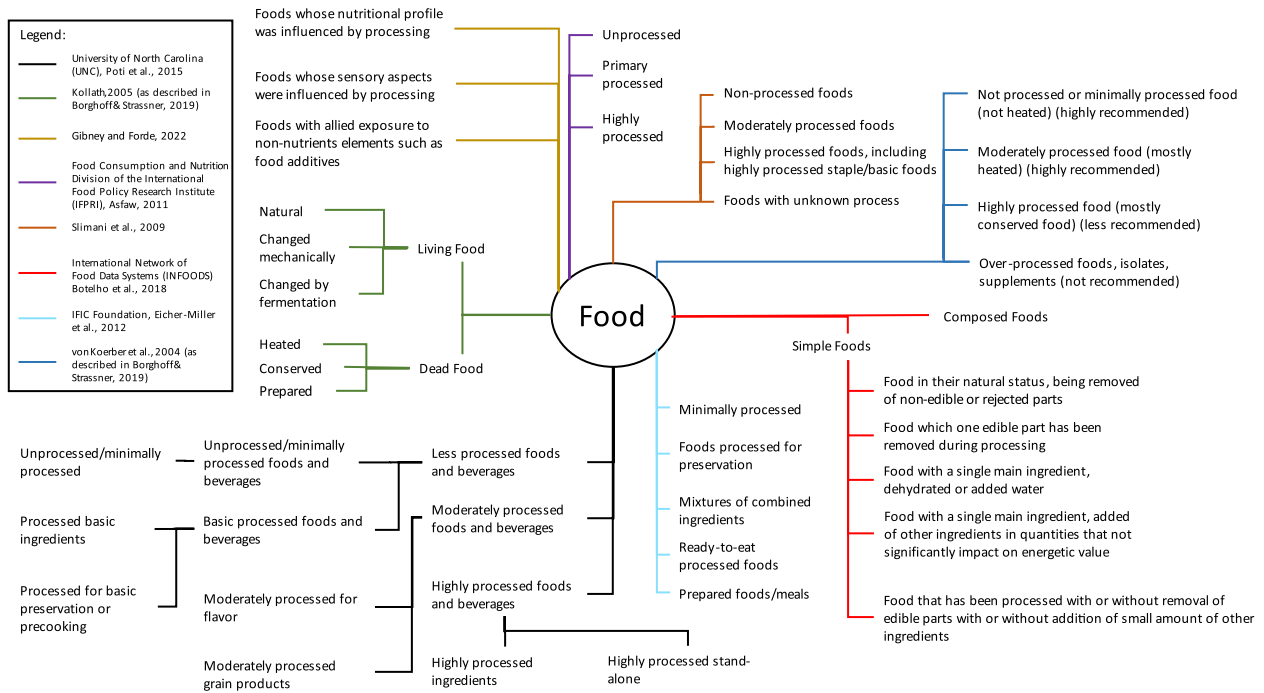 Legend:
University of North Carolina
(UNC), Poti et al., 2015
Kollath,2005 (as described in
Borghoff& Strassner, 2019)
Gibney and Forde, 2022
Food Consumption and Nutrition
Division of the International
Food Policy Research Institute
(IFPRI), Asfaw, 2011
Slimani et al., 2009
International Network of
Food Data Systems (INFOODS)
Botelho et al., 2018
IFIC Foundation, Eicher-Miller
et al., 2012
von Koerber et al., 2004 (as
described in Borghoff&
Strassner, 2019)
Foods whose nutritional profile
was influenced by processing
Foods whose sensory aspects
were influenced by processing
Foods with allied exposure to
non-nutrients elements such as
food additives
Unprocessed
Primary
processed
Highly
processed
Non-processed foods
Moderately processed foods
Highly processed foods, including
highly processed staple/basic foods
Foods with unknown process
Not processed or minimally processed food
(not heated) (highly recommended)
Moderately processed food (mostly
heated) (highly recommended)
Highly processed food (mostly
conserved food) (less recommended)
Over-processed foods, isolates,
supplements (not recommended)
Natural
Changed
mechanically
Changed by
fermentation
Living Food
Heated
Conserved
Prepared
Dead Food
Food
Composed Foods
Simple Foods
Food in their natural status, being removed
of non-edible or rejected parts
Food which one edible part has been
removed during processing
Food with a single main ingredient,
dehydrated or added water
Food with a single main ingredient, added
of other ingredients in quantities that not
significantly impact on energetic value
Food that has been processed with or without removal of
edible parts with or without addition of small amount of other
ingredients
Minimally processed
Foods processed for
preservation
Mixtures of combined
ingredients
Ready-to-eat
processed foods
Prepared foods/meals
Unprocessed/minimally
processed
Unprocessed/minimally
processed foods and
beverages
Less processed foods
and beverages
Processed basic
ingredients
Basic processed foods and
beverages
Moderately processed
foods and beverages
Processed for basic
preservation or
precooking
Moderately processed for
flavor
Highly processed foods
and beverages
Moderately processed
grain products
Highly processed
ingredients
Highly processed stand-
alone